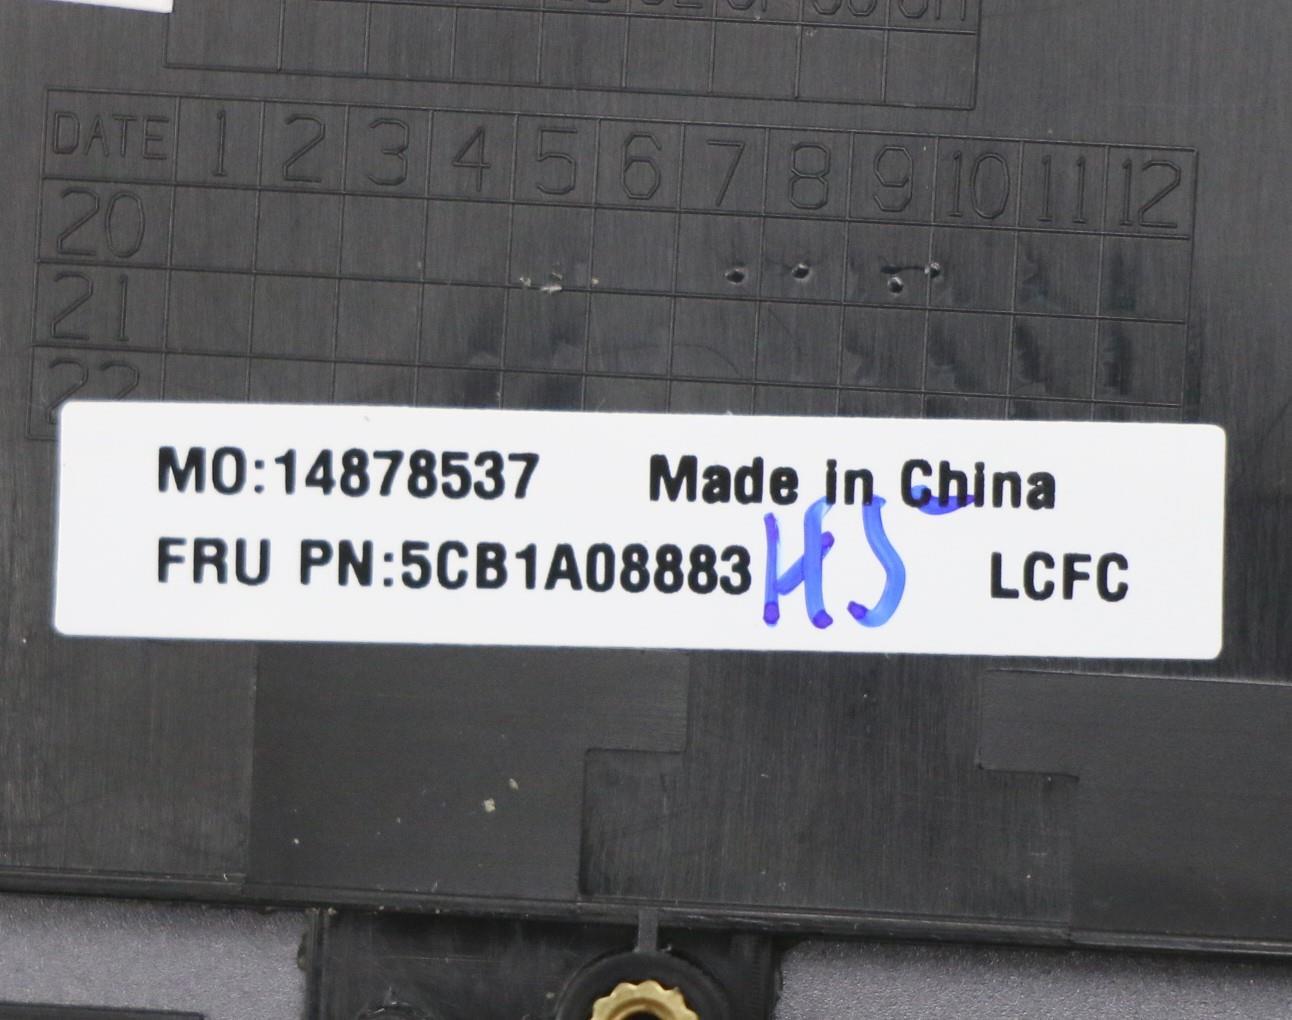 DATE 1 2 3 4 5 6 7 8 9 10 11 12
20
21
22
MO:14878537 Made in China
FRU PN:5CB1A08883 H5 LCFC